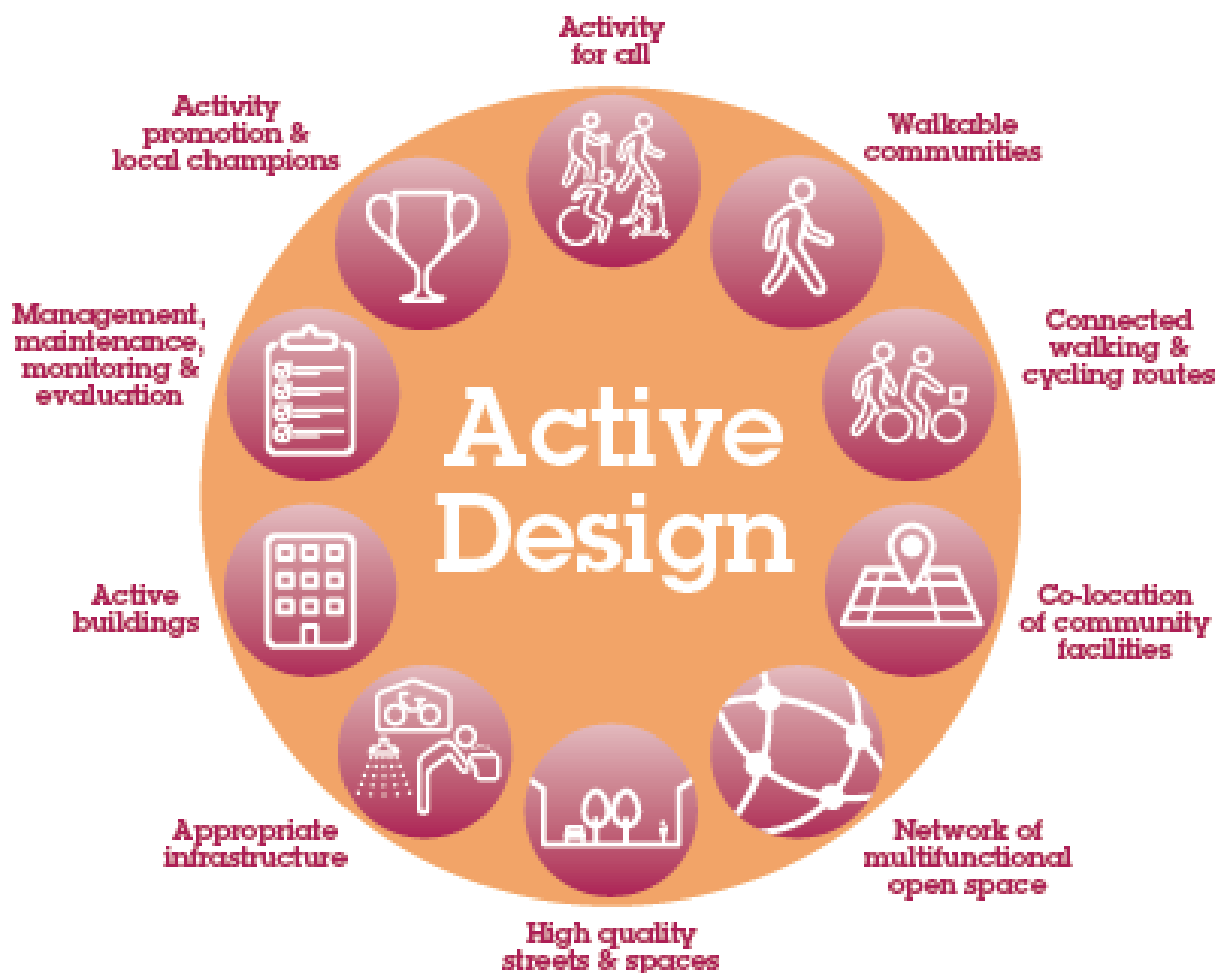 Activity
for all
Walkable
communities
Connected
walking &
cycling routes
Co-location
of community
facilities
Network of
multifunctional
open space
High quality
streets & spaces
Appropriate
infrastructure
Active
buildings
Management,
maintenance,
monitoring &
evaluation
Activity
promotion &
local champions
Active
Design